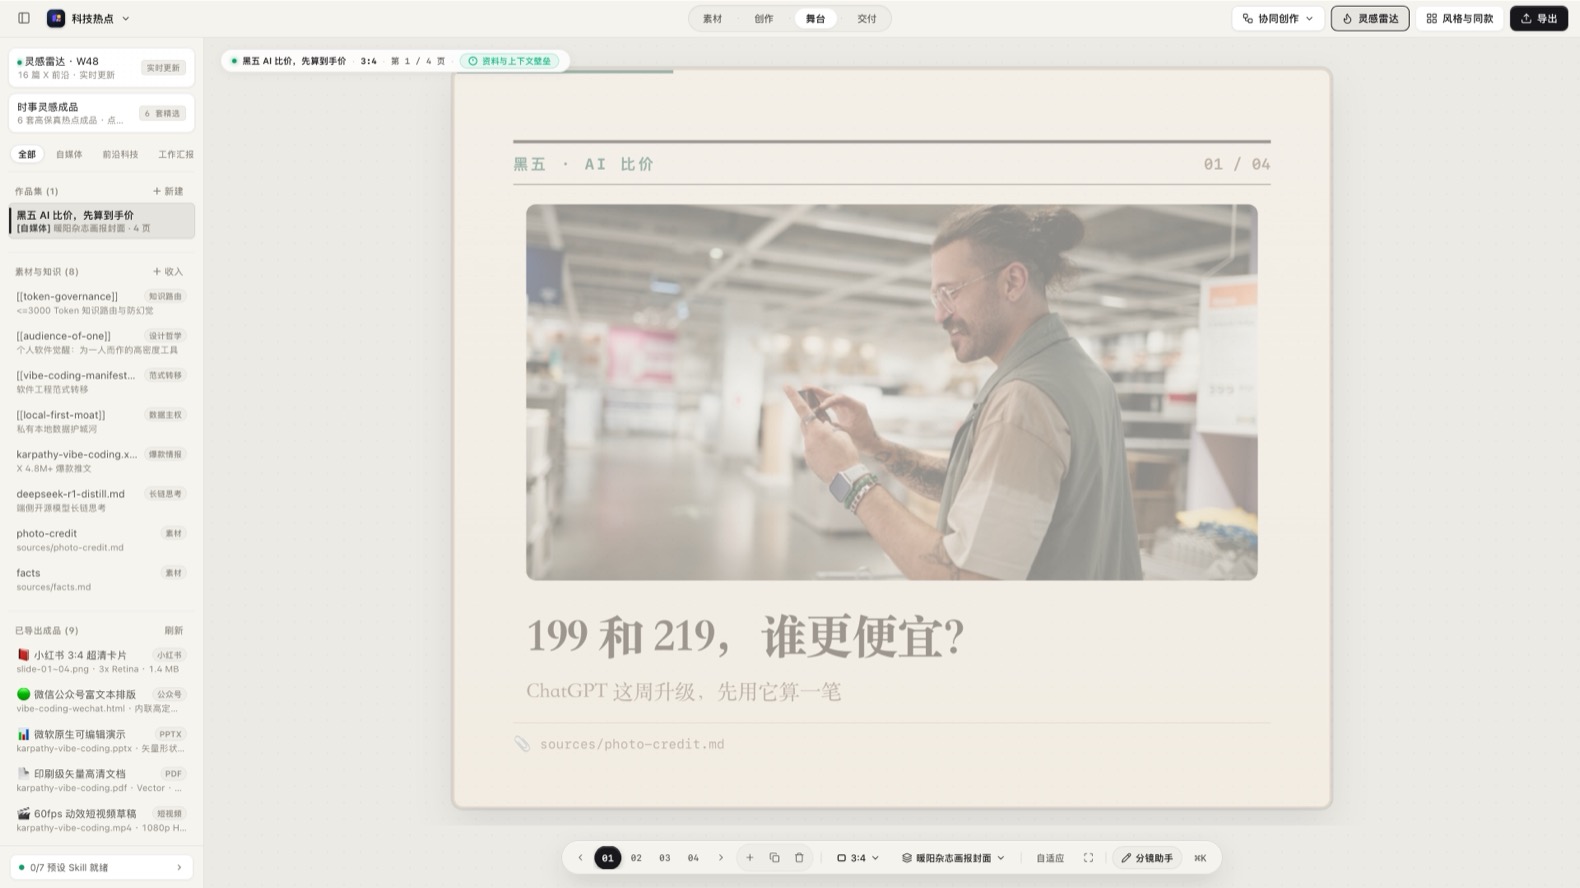 科技热点
素材
创作
舞台
交付
协同创作
灵感雷达
风格与同款
导出
灵感雷达 · W48
16 篇 X 前沿 · 实时更新
实时更新
时事灵感成品
6 套高保真热点成品 · 点...
6 套精选
全部
自媒体
前沿科技
工作汇报
作品集 (1)
+ 新建
黑五 AI 比价，先算到手价
[自媒体] 暖阳杂志画报封面 · 4 页
素材与知识 (8)
+ 收入
[[token-governance]]
知识路由
<=3000 Token 知识路由与防幻觉
[[audience-of-one]]
设计哲学
个人软件觉醒：为一人而作的高密度工具
[[vibe-coding-manifest...
范式转移
软件工程范式转移
[[local-first-moat]]
数据主权
私有本地数据护城河
karpathy-vibe-coding.x...
爆款情报
X 4.8M+ 爆款推文
deepseek-r1-distill.md
长链思考
端侧开源模型长链思考
photo-credit
素材
sources/photo-credit.md
facts
素材
sources/facts.md
已导出成品 (9)
刷新
小红书 3:4 超清卡片
小红书
slide-01-04.png · 3x Retina · 1.4 MB
微信公众号富文本排版
公众号
vibe-coding-wechat.html · 内联高定...
微软原生可编辑演示
PPTX
karpathy-vibe-coding.pptx · 矢量形状...
印刷级矢量高清文档
PDF
karpathy-vibe-coding.pdf · Vector · ...
60fps 动效短视频草稿
短视频
karpathy-vibe-coding.mp4 · 1080p H...
0/7 预设 Skill 就绪
黑五 AI 比价，先算到手价 · 3:4 · 第 1 / 4 页 · 资料与上下文壁垒
黑五 · AI 比价
01 / 04
199 和 219，谁更便宜？
ChatGPT 这周升级，先用它算一笔
sources/photo-credit.md
01
02
03
04
3:4
暖阳杂志画报封面
自适应
分镜助手
⌘K